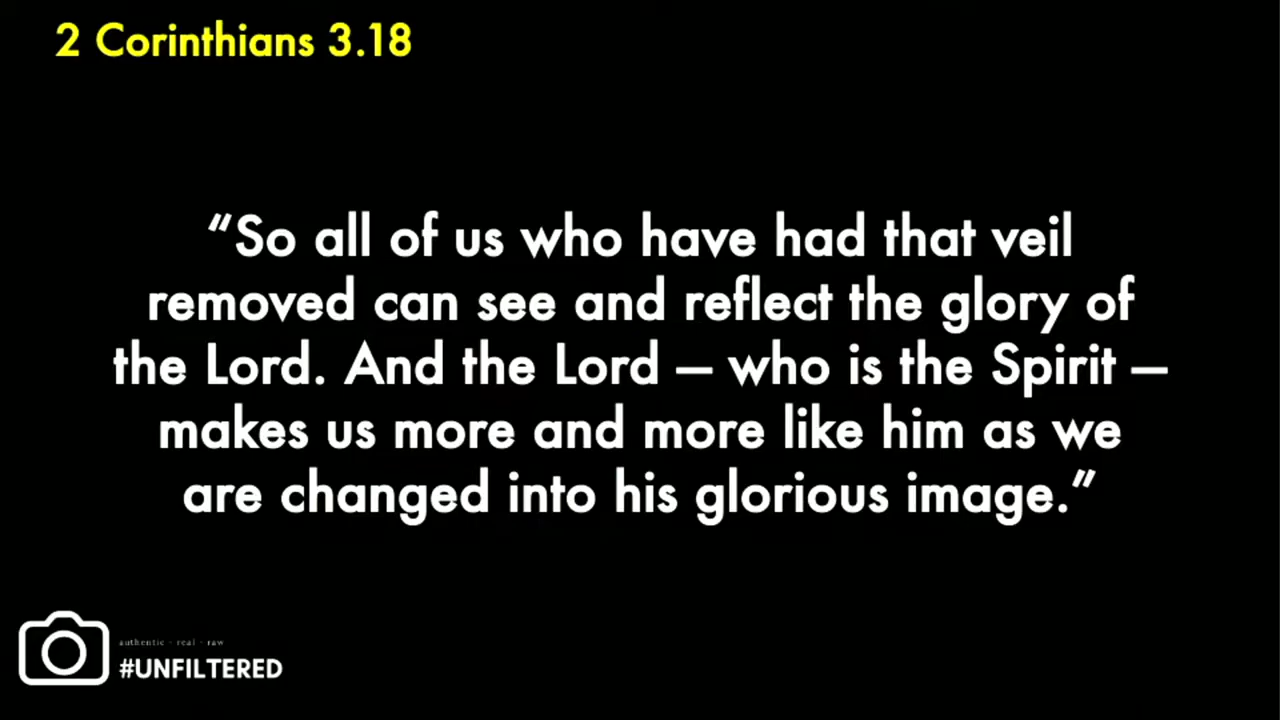 2 Corinthians 3.18
“So all of us who have had that veil
removed can see and reflect the glory of
the Lord. And the Lord – who is the Spirit –
makes us more and more like him as we
are changed into his glorious image.”
authentic - real - raw
#UNFILTERED